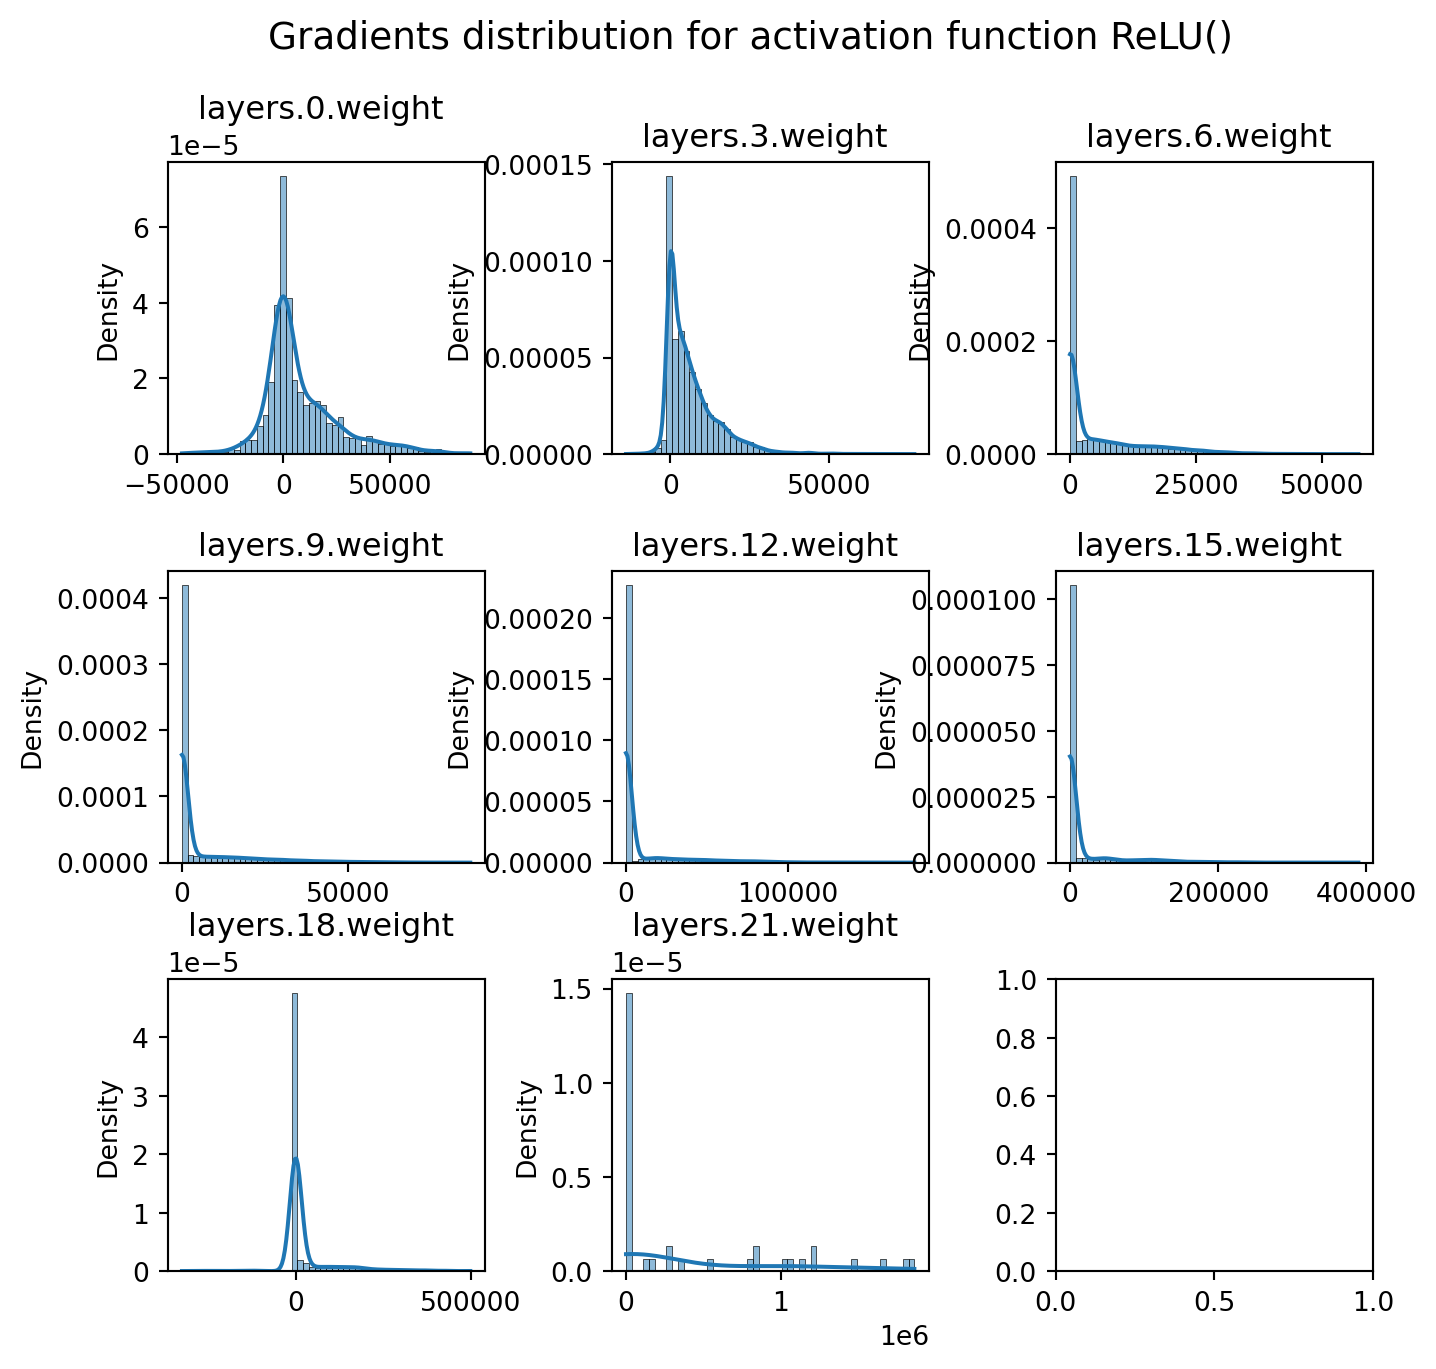 Gradients distribution for activation function ReLU()
layers.0.weight
1e−5
Density
6
4
2
0
−50000 0 50000
layers.3.weight
Density
0.00015
0.00010
0.00005
0.00000
0 50000
layers.6.weight
Density
0.0004
0.0002
0.0000
0 25000 50000
layers.9.weight
Density
0.0004
0.0003
0.0002
0.0001
0.0000
0 50000
layers.12.weight
Density
0.00020
0.00015
0.00010
0.00005
0.00000
0 100000
layers.15.weight
Density
0.000100
0.000075
0.000050
0.000025
0.000000
0 200000 400000
layers.18.weight
1e−5
Density
4
3
2
1
0
0 500000
layers.21.weight
1e−5
Density
1.5
1.0
0.5
0.0
0 1
1e6
1.0
0.8
0.6
0.4
0.2
0.0
0.0 0.5 1.0